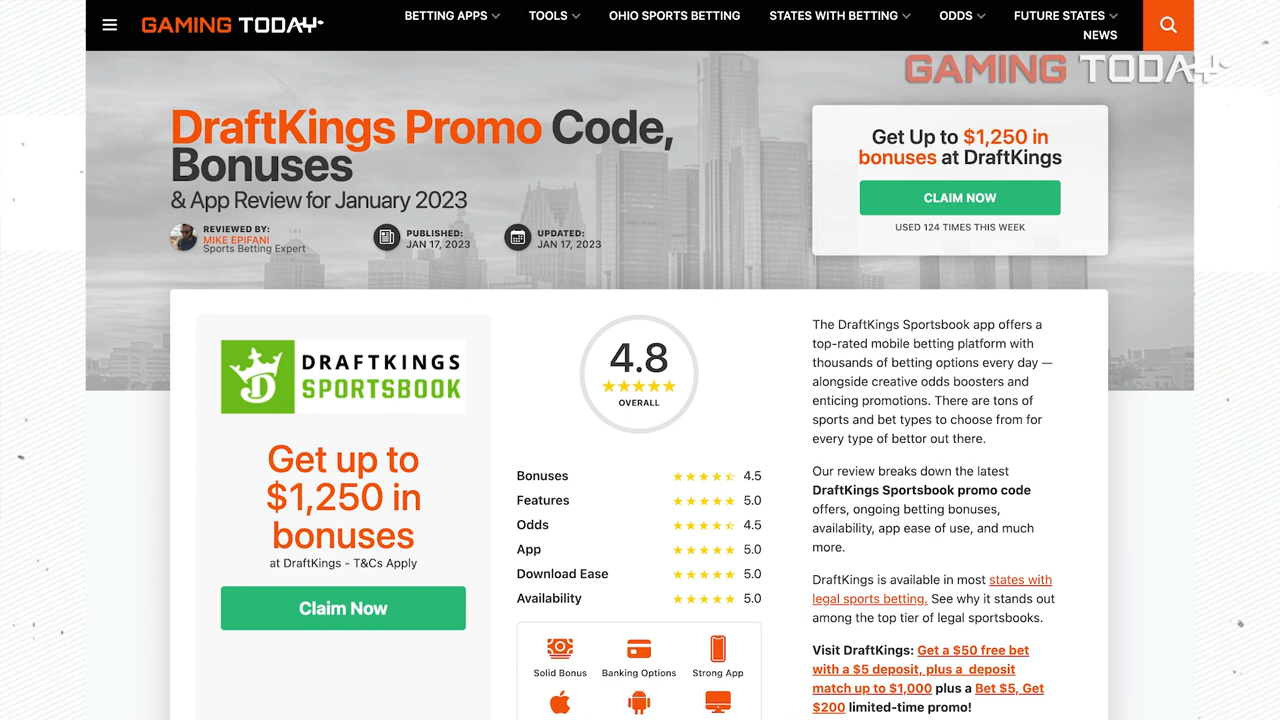 GAMING TODAY
BETTING APPS
TOOLS
OHIO SPORTS BETTING
STATES WITH BETTING
ODDS
FUTURE STATES
NEWS
GAMING TODAY
DraftKings Promo Code,
Bonuses
& App Review for January 2023
REVIEWED BY:
MIKE EPIFANI
Sports Betting Expert
PUBLISHED:
JAN 17, 2023
UPDATED:
JAN 17, 2023
Get Up to $1,250 in
bonuses at DraftKings
CLAIM NOW
USED 124 TIMES THIS WEEK
DRAFTKINGS
SPORTSBOOK
Get up to
$1,250 in
bonuses
at DraftKings - T&Cs Apply
Claim Now
4.8
OVERALL
Bonuses 4.5
Features 5.0
Odds 4.5
App 5.0
Download Ease 5.0
Availability 5.0
Solid Bonus
Banking Options
Strong App
The DraftKings Sportsbook app offers a
top-rated mobile betting platform with
thousands of betting options every day —
alongside creative odds boosters and
enticing promotions. There are tons of
sports and bet types to choose from for
every type of bettor out there.
Our review breaks down the latest
DraftKings Sportsbook promo code
offers, ongoing betting bonuses,
availability, app ease of use, and much
more.
DraftKings is available in most states with
legal sports betting. See why it stands out
among the top tier of legal sportsbooks.
Visit DraftKings: Get a $50 free bet
with a $5 deposit, plus a deposit
match up to $1,000 plus a Bet $5, Get
$200 limited-time promo!